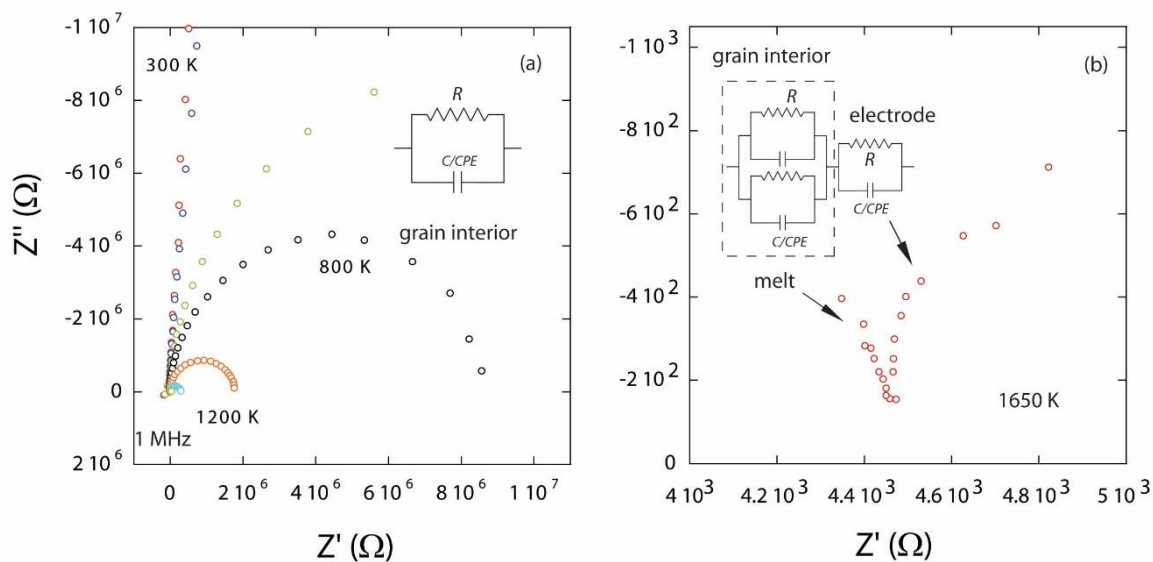 -1 10⁷
-8 10⁶
-6 10⁶
-4 10⁶
-2 10⁶
0
2 10⁶
Z" (Ω)
300 K
(a)
R
C/CPE
grain interior
800 K
1200 K
1 MHz
0 2 10⁶ 4 10⁶ 6 10⁶ 8 10⁶ 1 10⁷
Z' (Ω)
-1 10³
-8 10²
-6 10²
-4 10²
-2 10²
0
(b)
grain interior
R
electrode
R
C/CPE
C/CPE
C/CPE
melt
1650 K
4 10³ 4.2 10³ 4.4 10³ 4.6 10³ 4.8 10³ 5 10³
Z' (Ω)